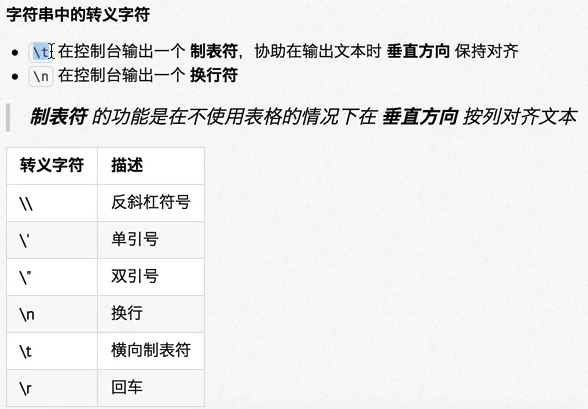 字符串中的转义字符
\t 在控制台输出一个 制表符，协助在输出文本时 垂直方向 保持对齐
\n 在控制台输出一个 换行符
制表符 的功能是在不使用表格的情况下在 垂直方向 按列对齐文本
转义字符 描述
\\ 反斜杠符号
\' 单引号
\" 双引号
\n 换行
\t 横向制表符
\r 回车